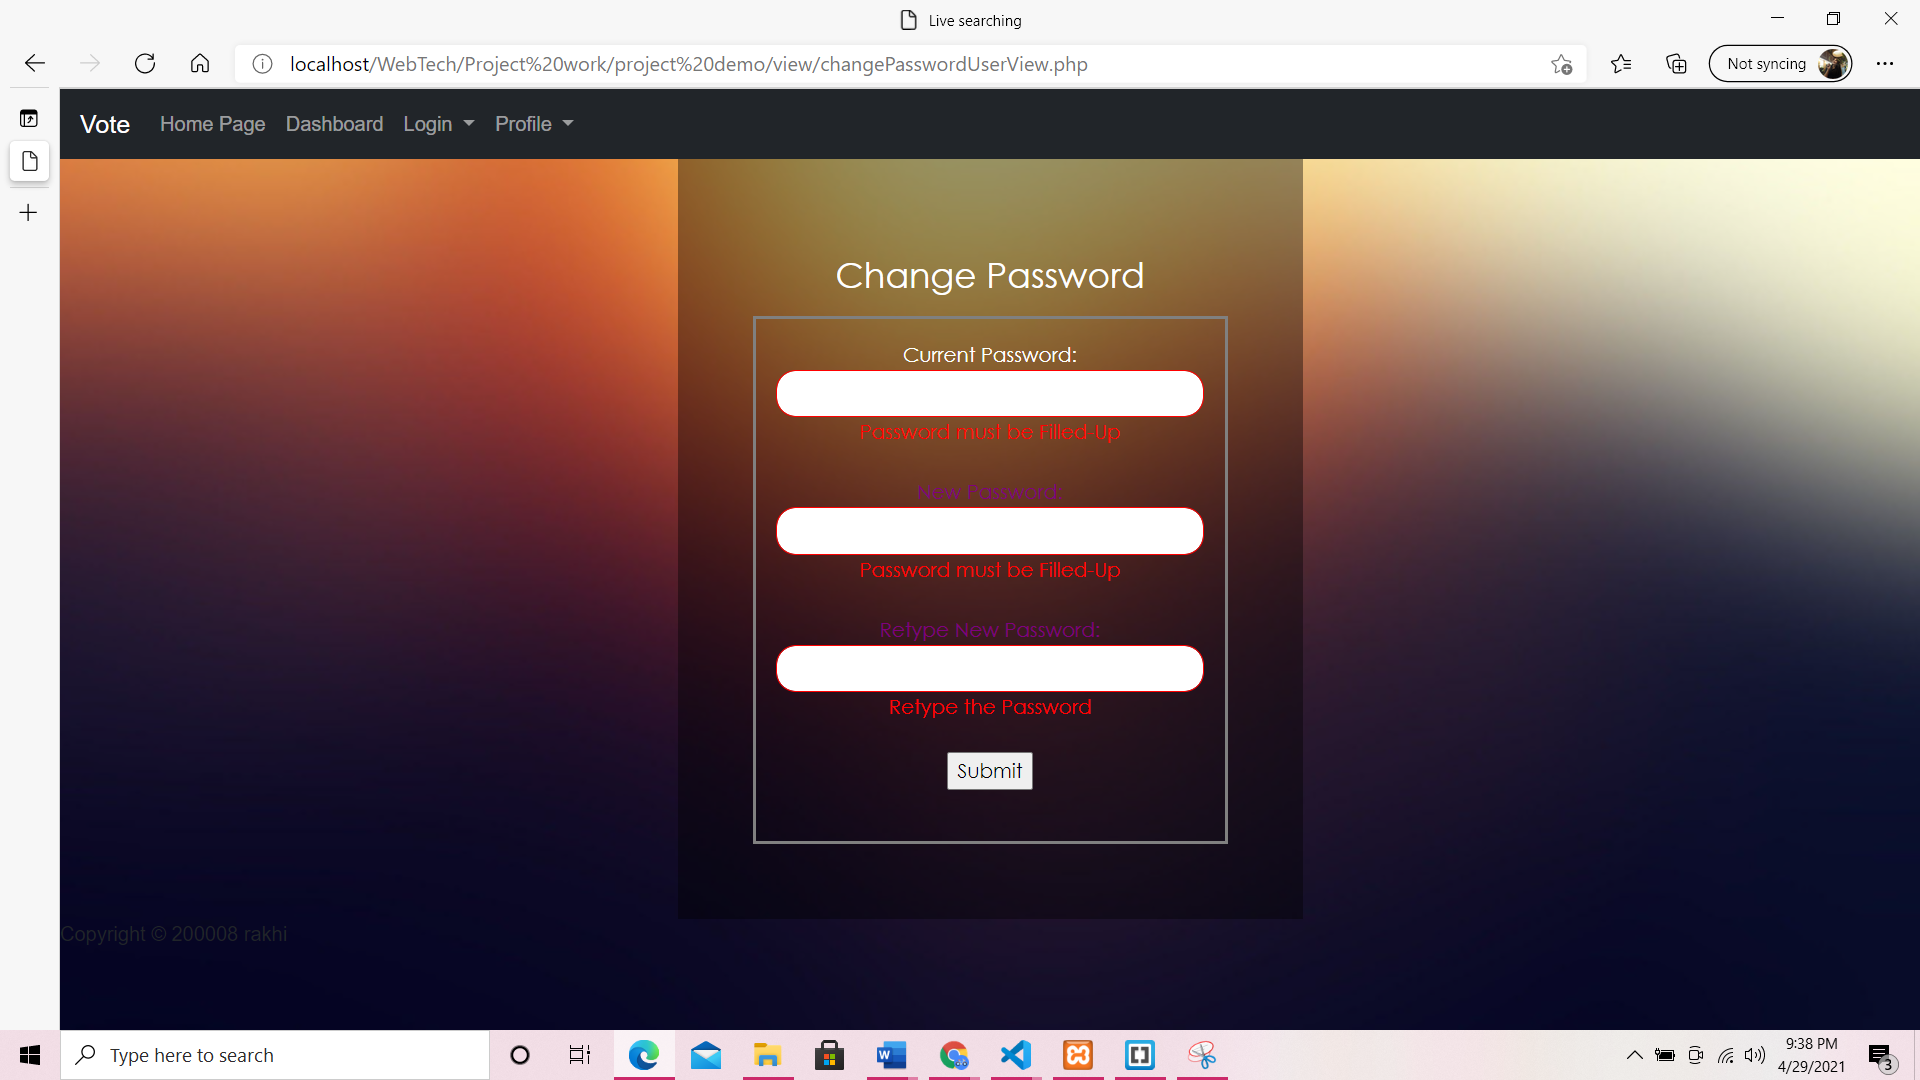 Live searching
localhost/WebTech/Project%20work/project%20demo/view/changePasswordUserView.php
Not syncing
Vote Home Page Dashboard Login Profile
Change Password
Current Password:
Password must be Filled-Up
New Password:
Password must be Filled-Up
Retype New Password:
Retype the Password
Submit
Copyright © 200008 rakhi
Type here to search
9:38 PM
4/29/2021
3